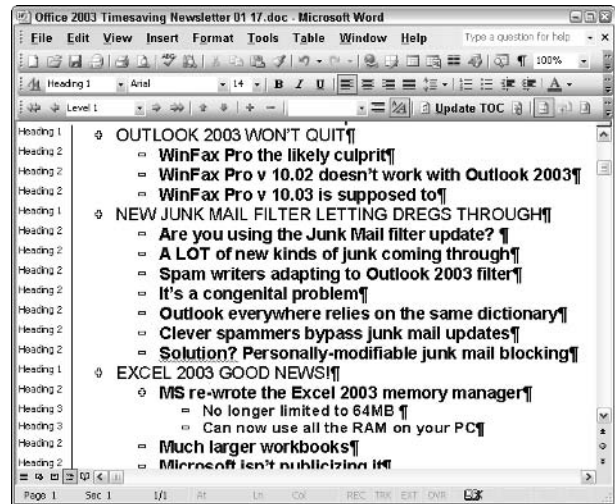 Office 2003 Timesaving Newsletter 01 17.doc - Microsoft Word
File Edit View Insert Format Tools Table Window Help Type a question for help
100%
Heading 1 Arial 14 B I U A
Level 1 Update TOC
Heading 1 OUTLOOK 2003 WON'T QUIT¶
Heading 2 WinFax Pro the likely culprit¶
Heading 2 WinFax Pro v 10.02 doesn't work with Outlook 2003¶
Heading 2 WinFax Pro v 10.03 is supposed to¶
Heading 1 NEW JUNK MAIL FILTER LETTING DREGS THROUGH¶
Heading 2 Are you using the Junk Mail filter update? ¶
Heading 2 A LOT of new kinds of junk coming through¶
Heading 2 Spam writers adapting to Outlook 2003 filter¶
Heading 2 It's a congenital problem¶
Heading 2 Outlook everywhere relies on the same dictionary¶
Heading 2 Clever spammers bypass junk mail updates¶
Heading 2 Solution? Personally-modifiable junk mail blocking¶
Heading 1 EXCEL 2003 GOOD NEWS!¶
Heading 2 MS re-wrote the Excel 2003 memory manager¶
Heading 3 No longer limited to 64MB ¶
Heading 3 Can now use all the RAM on your PC¶
Heading 2 Much larger workbooks¶
Heading 2 Microsoft isn't publicizing it¶
Page 1 Sec 1 1/1 At Ln Col REC TRK EXT OVR